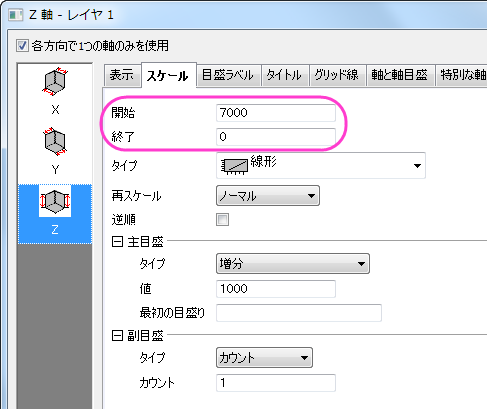 Z 軸 - レイヤ 1
各方向で1つの軸のみを使用
X
Y
Z
表示 スケール 目盛ラベル タイトル グリッド線 軸と軸目盛 特別な軸
開始 7000
終了 0
タイプ 線形
再スケール ノーマル
逆順
主目盛
タイプ 増分
値 1000
最初の目盛り
副目盛
タイプ カウント
カウント 1